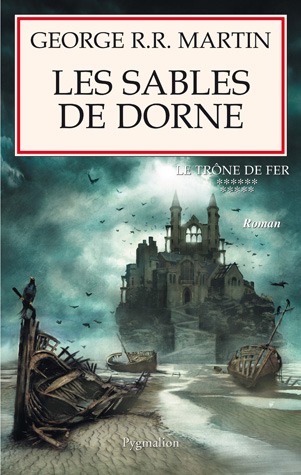 GEORGE R.R. MARTIN
LES SABLES
DE DORNE
LE TRÔNE DE FER
******
*****
Roman
Pygmalion